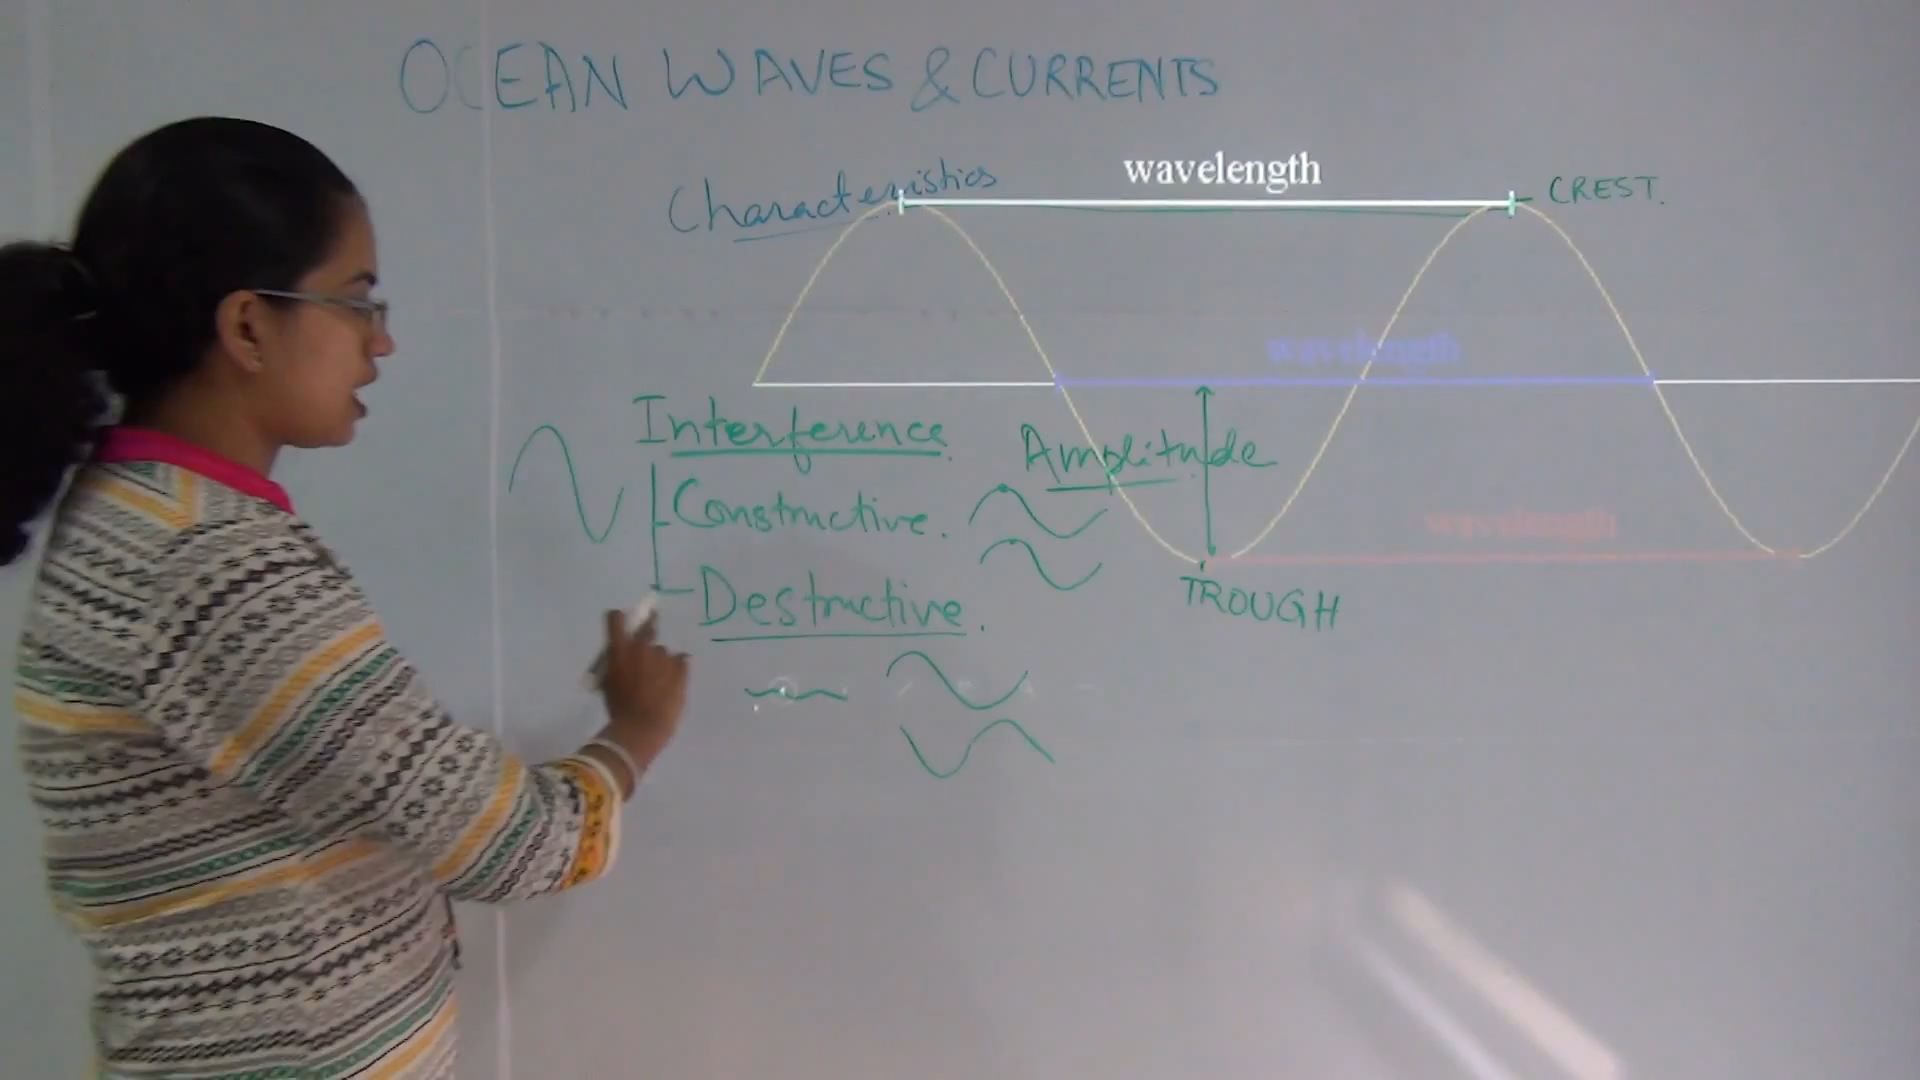 OCEAN WAVES & CURRENTS
Characteristics
wavelength
CREST.
wavelength
Interference.
Amplitude
Constructive.
wavelength
Destructive.
TROUGH